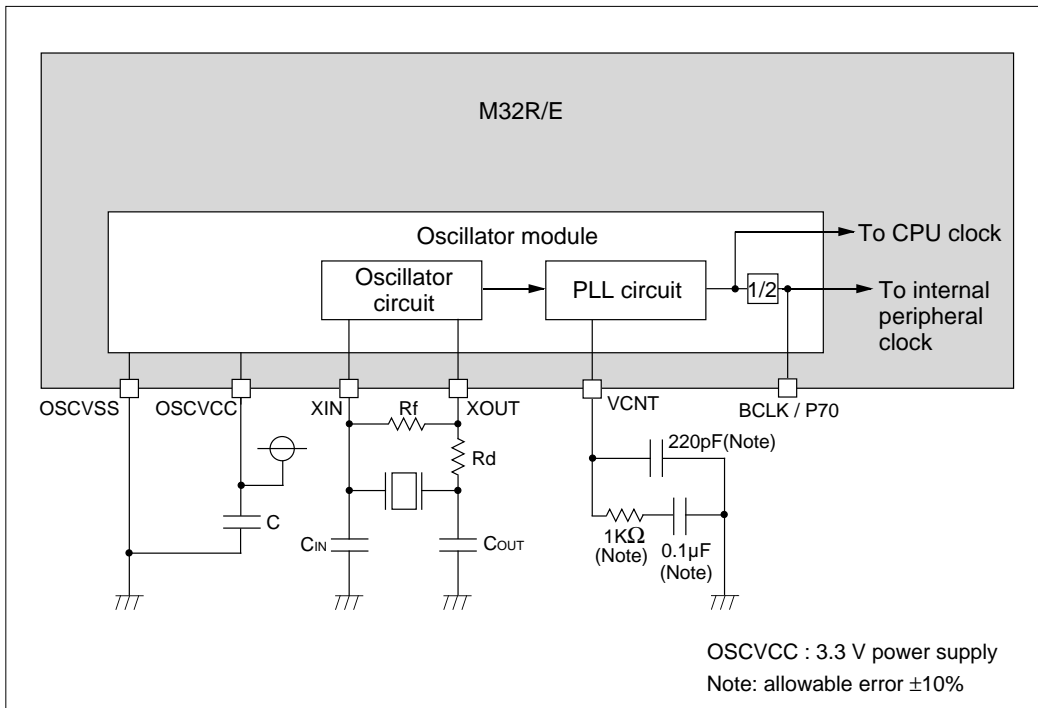 M32R/E
Oscillator module
Oscillator
circuit
PLL circuit
1/2
To CPU clock
To internal
peripheral
clock
OSCVSS
OSCVCC
XIN
XOUT
VCNT
BCLK / P70
Rf
Rd
C
CIN
COUT
220pF(Note)
1KΩ
(Note)
0.1µF
(Note)
OSCVCC : 3.3 V power supply
Note: allowable error ±10%